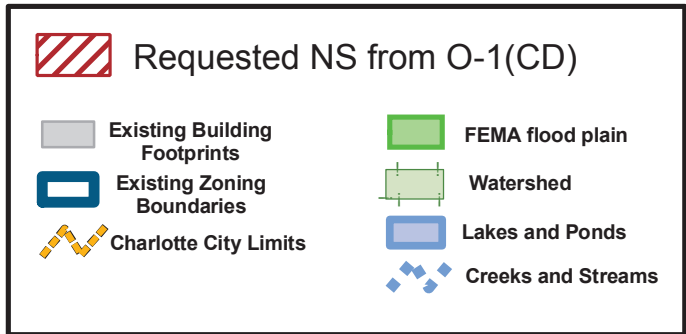 Requested NS from O-1(CD)
Existing Building
Footprints
Existing Zoning
Boundaries
Charlotte City Limits
FEMA flood plain
Watershed
Lakes and Ponds
Creeks and Streams